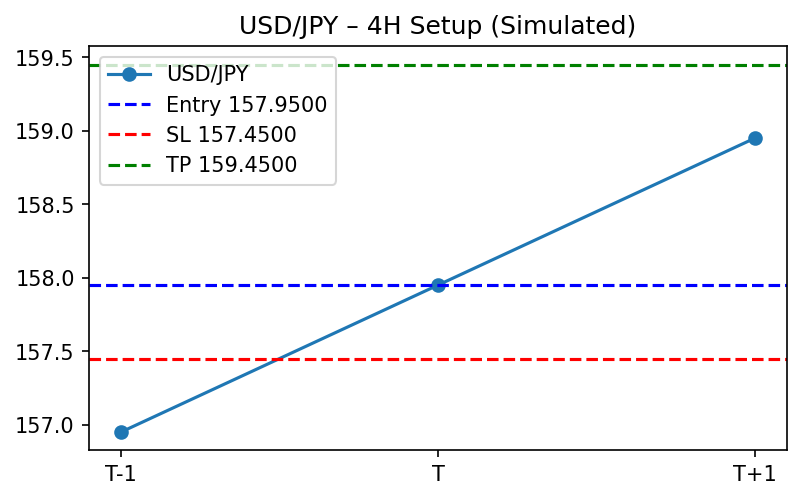 USD/JPY – 4H Setup (Simulated)
159.5
159.0
158.5
158.0
157.5
157.0
USD/JPY
Entry 157.9500
SL 157.4500
TP 159.4500
T-1
T
T+1